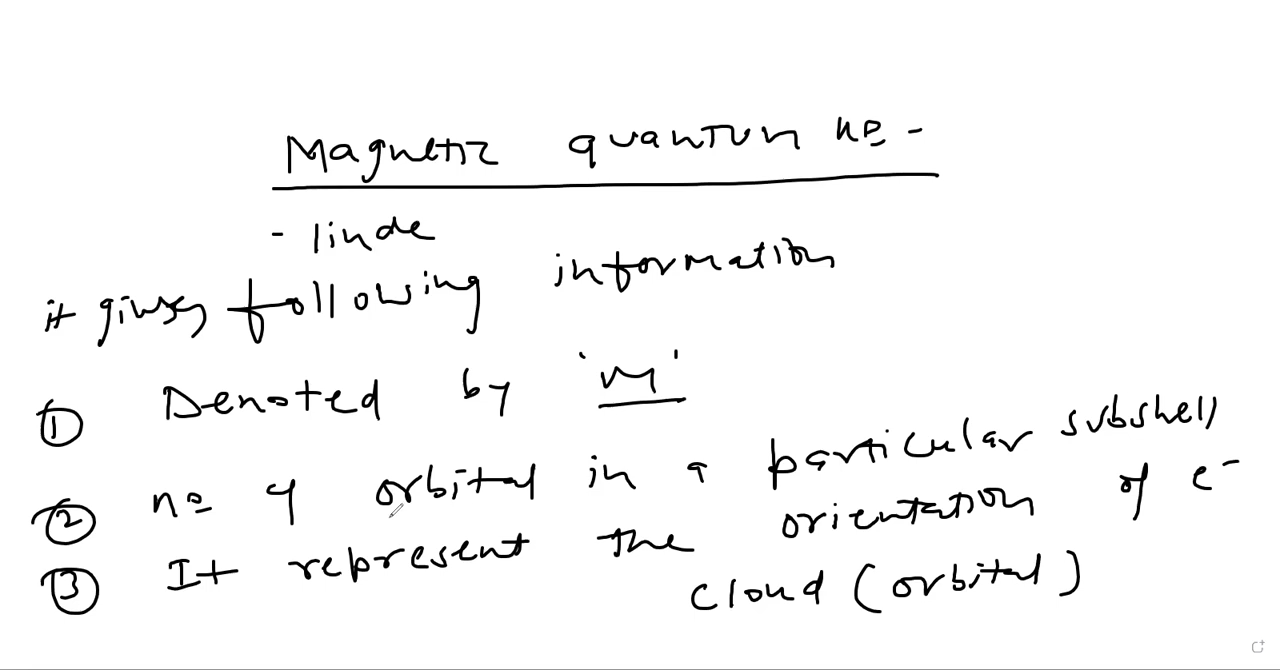 Magnetic quantum no -
- linde
it gives following information
① Denoted by 'm'
② no of orbital in a particular subshell
③ It represent the orientation of e⁻
cloud (orbital)